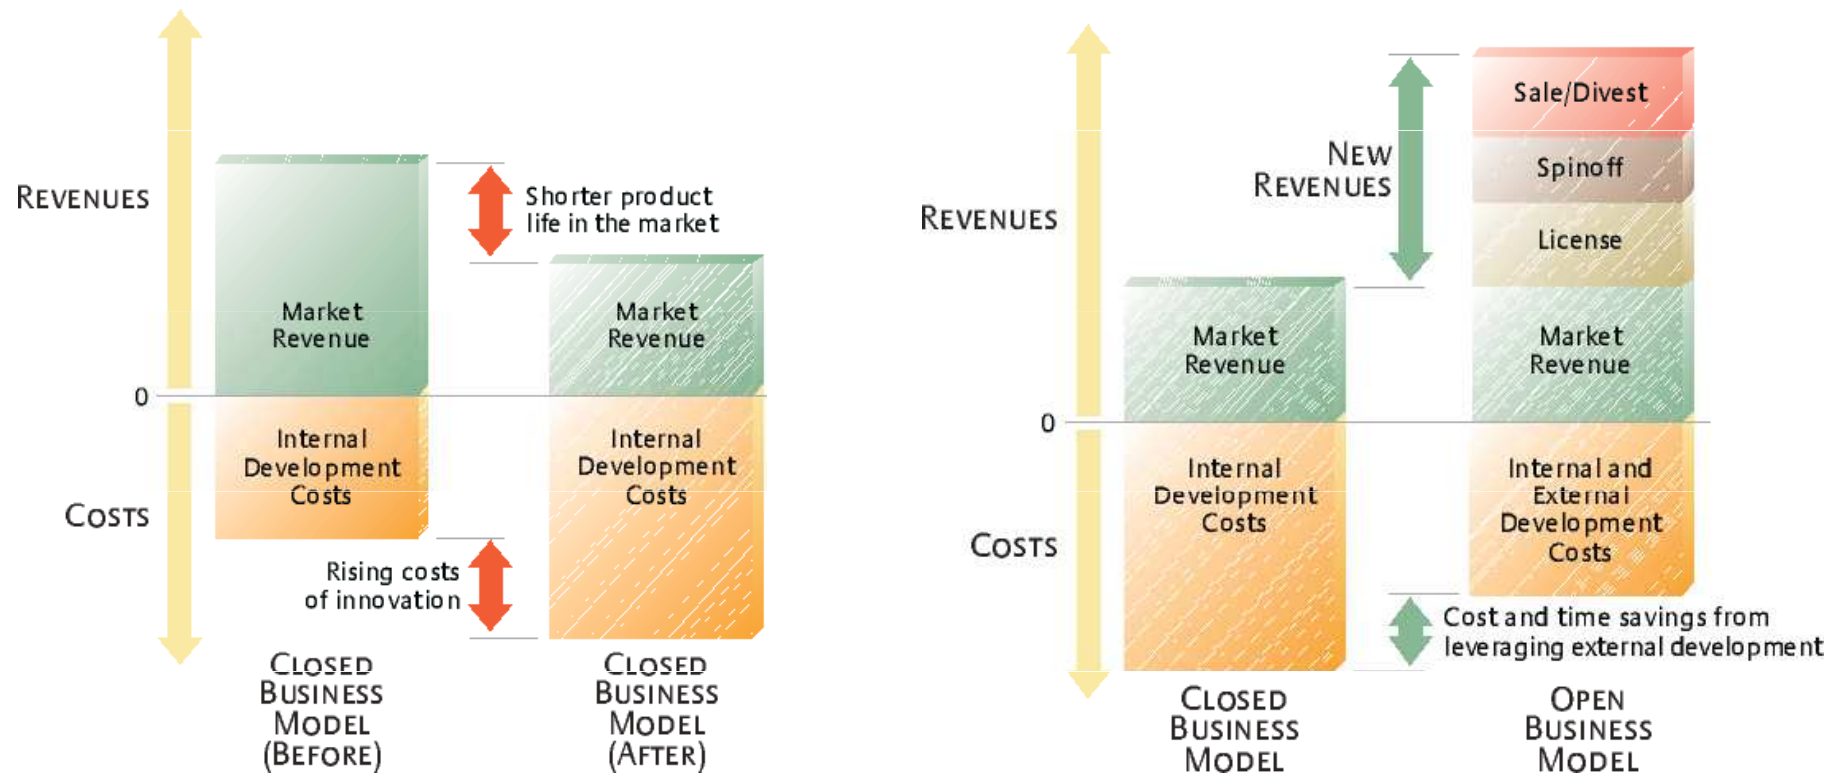 REVENUES
0
COSTS
Market
Revenue
Internal
Development
Costs
Shorter product
life in the market
Rising costs
of innovation
Market
Revenue
Internal
Development
Costs
CLOSED
BUSINESS
MODEL
(BEFORE)
CLOSED
BUSINESS
MODEL
(AFTER)
REVENUES
0
COSTS
Market
Revenue
Internal
Development
Costs
NEW
REVENUES
Sale/Divest
Spinoff
License
Market
Revenue
Internal and
External
Development
Costs
Cost and time savings from
leveraging external development
CLOSED
BUSINESS
MODEL
OPEN
BUSINESS
MODEL